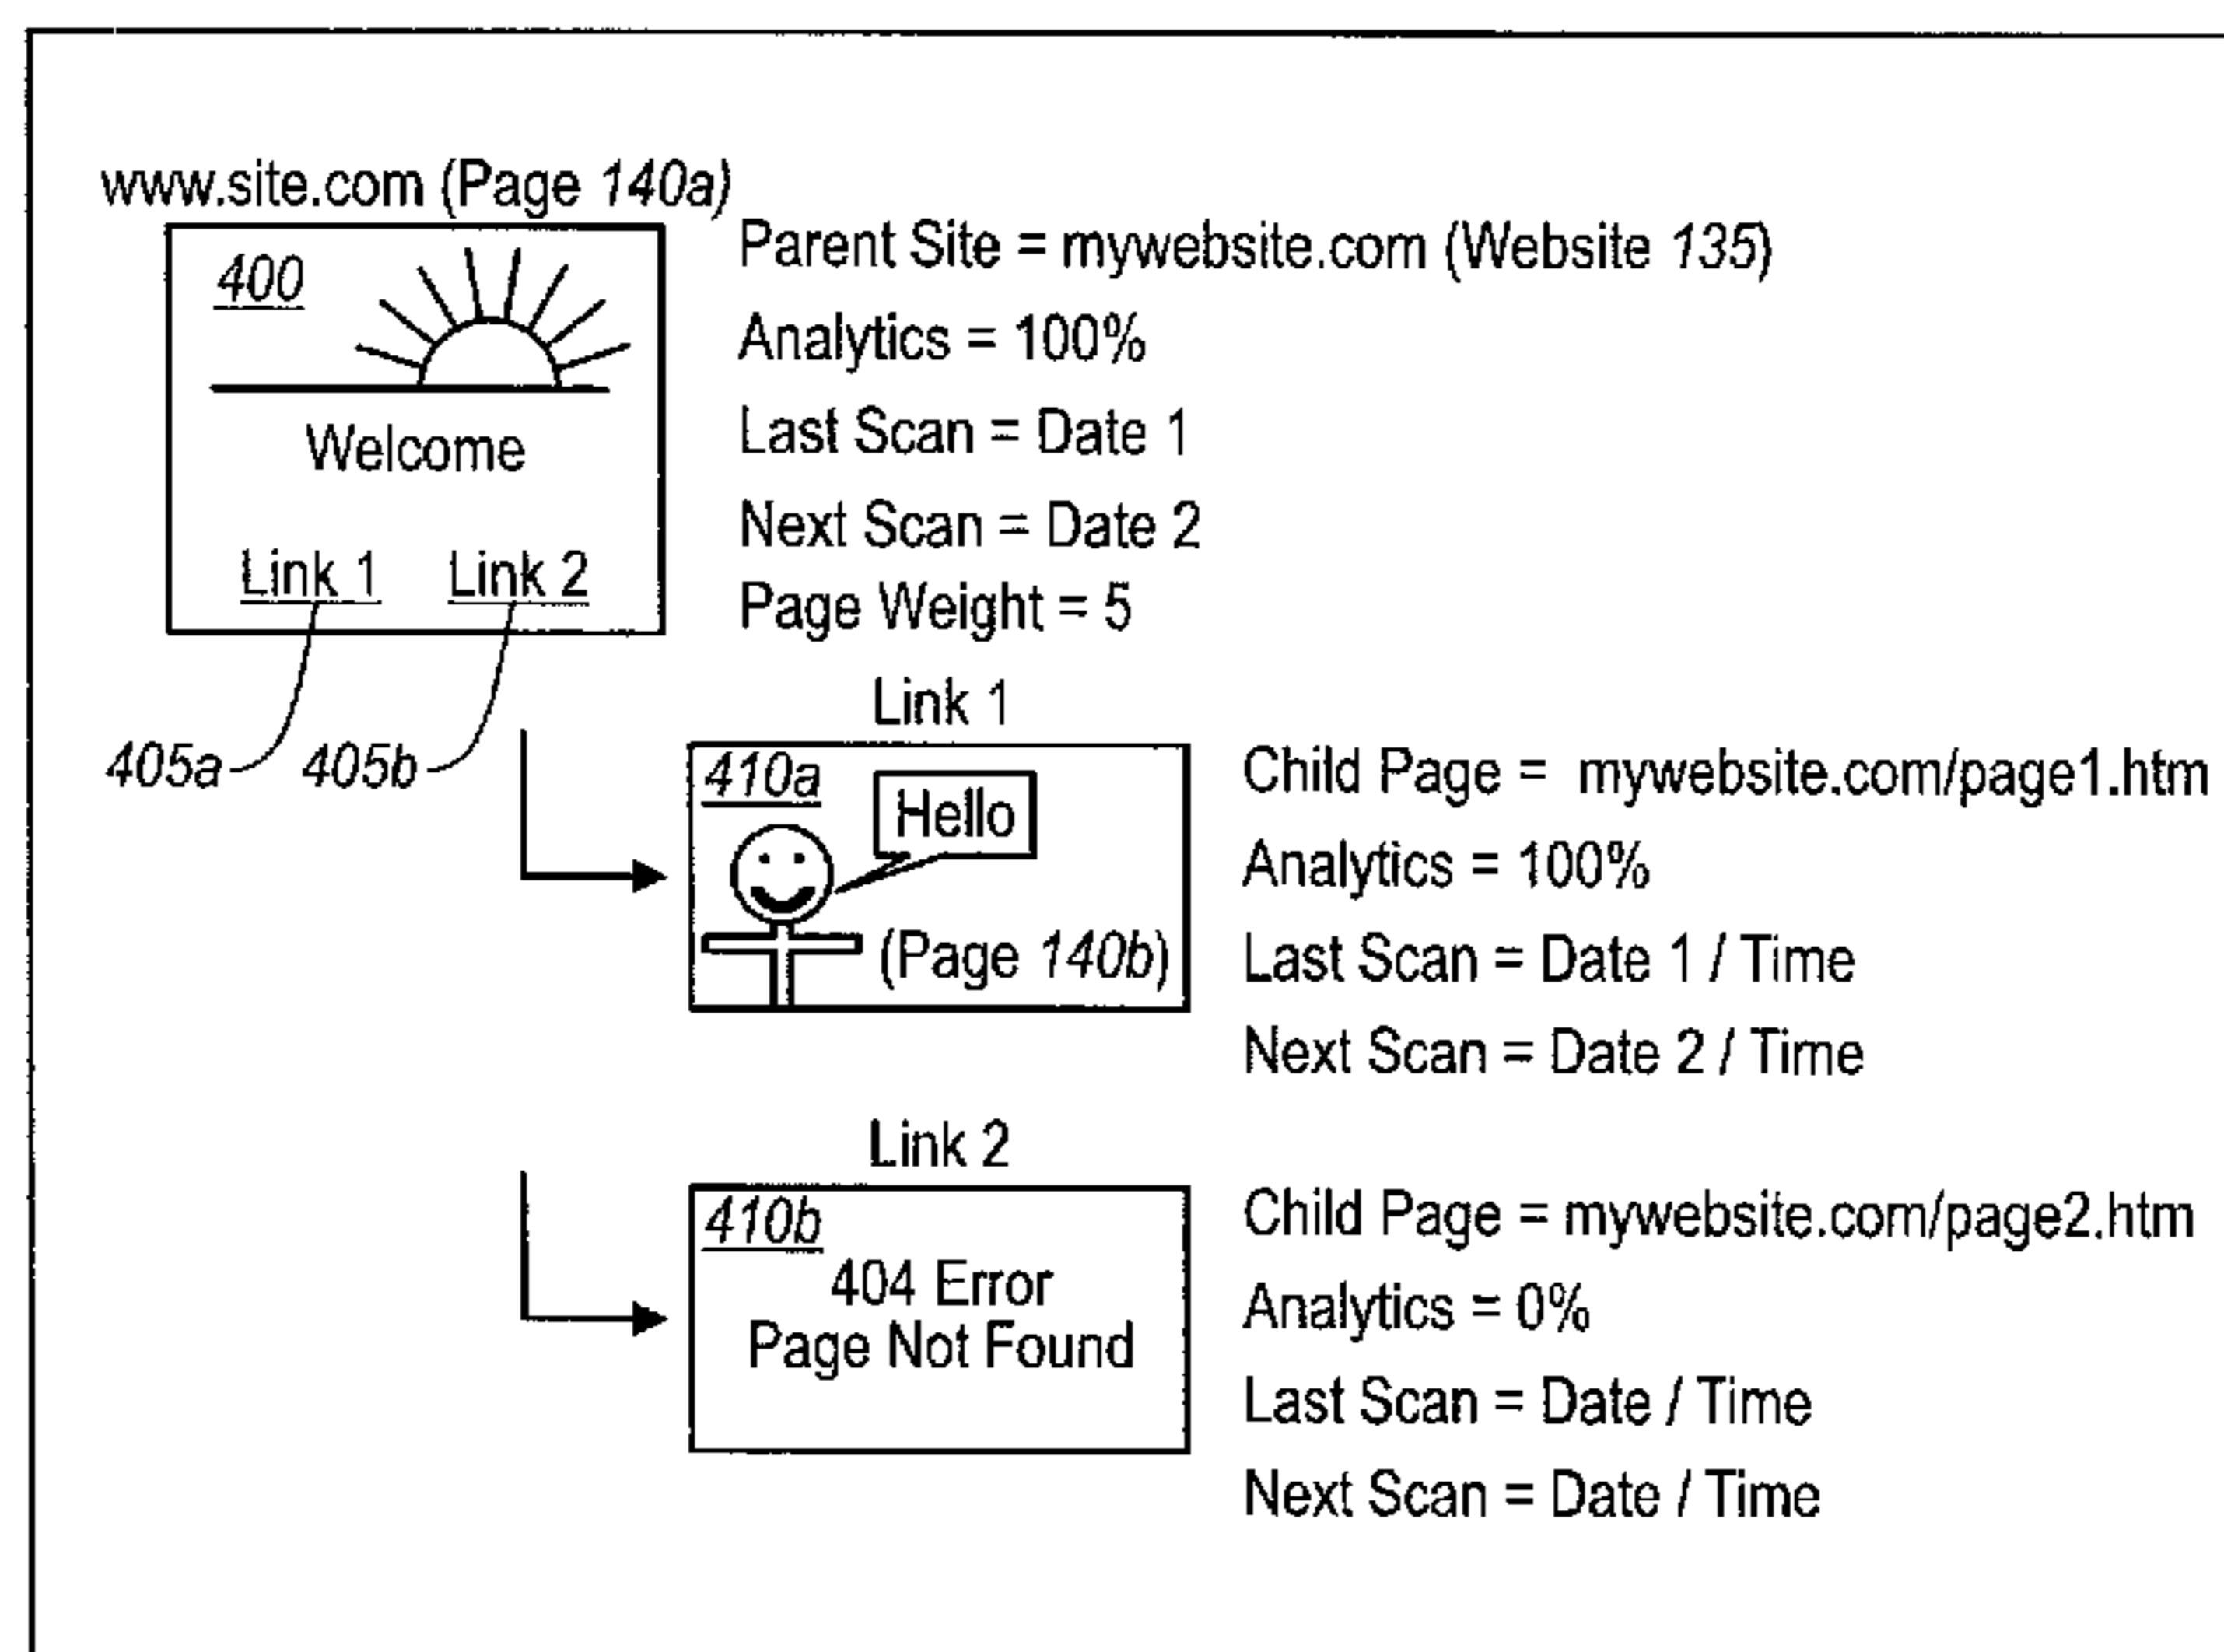 www.site.com (Page 140a)
400
Welcome
Link 1 Link 2
405a 405b
Parent Site = mywebsite.com (Website 135)
Analytics = 100%
Last Scan = Date 1
Next Scan = Date 2
Page Weight = 5
Link 1
410a
Hello
(Page 140b)
Child Page = mywebsite.com/page1.htm
Analytics = 100%
Last Scan = Date 1 / Time
Next Scan = Date 2 / Time
Link 2
410b
404 Error
Page Not Found
Child Page = mywebsite.com/page2.htm
Analytics = 0%
Last Scan = Date / Time
Next Scan = Date / Time